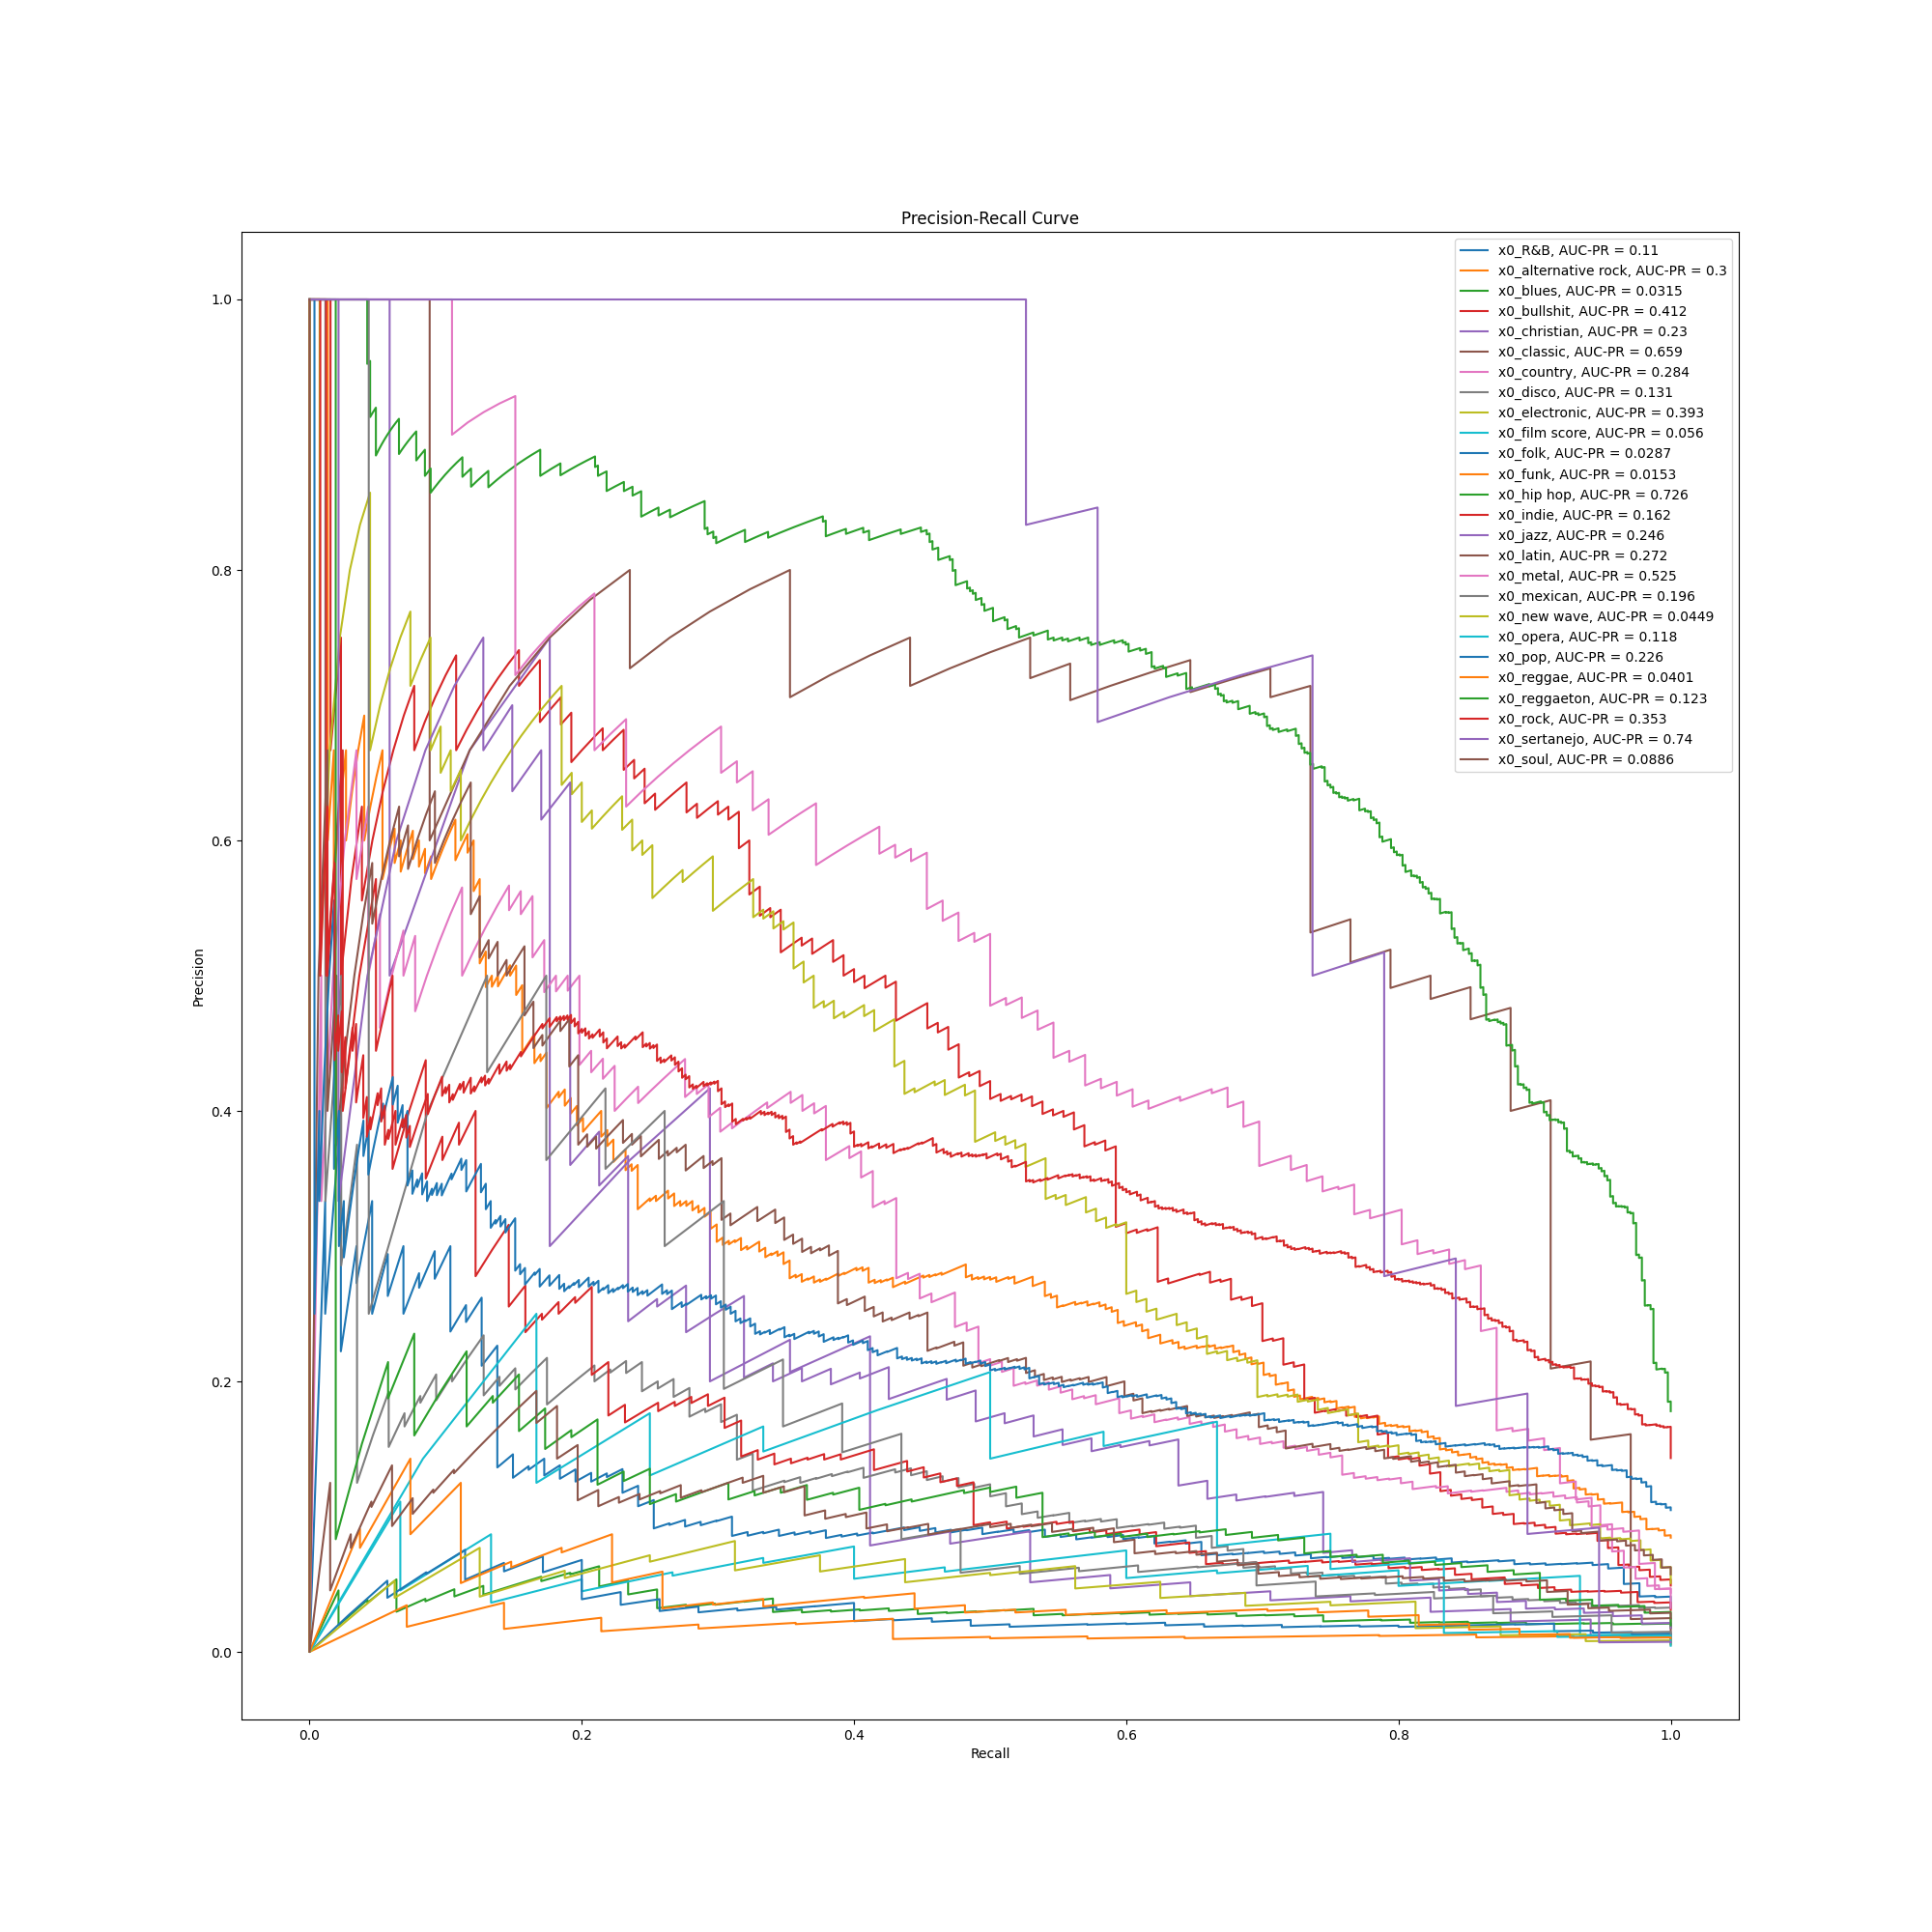 Precision-Recall Curve
x0_R&B, AUC-PR = 0.11
x0_alternative rock, AUC-PR = 0.3
x0_blues, AUC-PR = 0.0315
x0_bullshit, AUC-PR = 0.412
x0_christian, AUC-PR = 0.23
x0_classic, AUC-PR = 0.659
x0_country, AUC-PR = 0.284
x0_disco, AUC-PR = 0.131
x0_electronic, AUC-PR = 0.393
x0_film score, AUC-PR = 0.056
x0_folk, AUC-PR = 0.0287
x0_funk, AUC-PR = 0.0153
x0_hip hop, AUC-PR = 0.726
x0_indie, AUC-PR = 0.162
x0_jazz, AUC-PR = 0.246
x0_latin, AUC-PR = 0.272
x0_metal, AUC-PR = 0.525
x0_mexican, AUC-PR = 0.196
x0_new wave, AUC-PR = 0.0449
x0_opera, AUC-PR = 0.118
x0_pop, AUC-PR = 0.226
x0_reggae, AUC-PR = 0.0401
x0_reggaeton, AUC-PR = 0.123
x0_rock, AUC-PR = 0.353
x0_sertanejo, AUC-PR = 0.74
x0_soul, AUC-PR = 0.0886
1.0
0.8
0.6
0.4
0.2
0.0
Precision
0.0 0.2 0.4 0.6 0.8 1.0
Recall